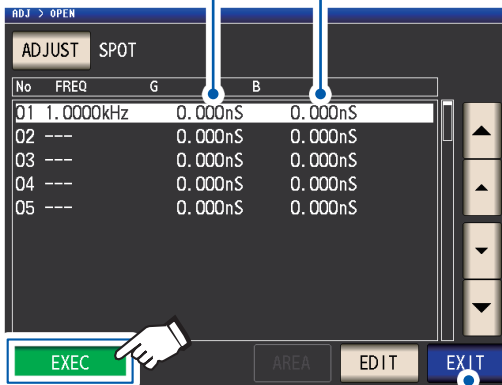 ADJ > OPEN
ADJUST SPOT
No FREQ G B
01 1.0000kHz 0.000nS 0.000nS
02 --- 0.000nS 0.000nS
03 --- 0.000nS 0.000nS
04 --- 0.000nS 0.000nS
05 --- 0.000nS 0.000nS
EXEC AREA EDIT EXIT